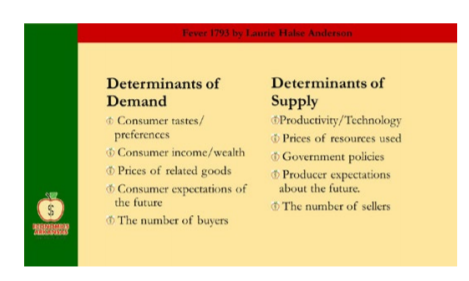 Fever 1793 by Laurie Halse Anderson
Determinants of
Demand
Consumer tastes/
preferences
Consumer income/wealth
Prices of related goods
Consumer expectations of
the future
The number of buyers
Determinants of
Supply
Productivity/Technology
Prices of resources used
Government policies
Producer expectations
about the future.
The number of sellers
$